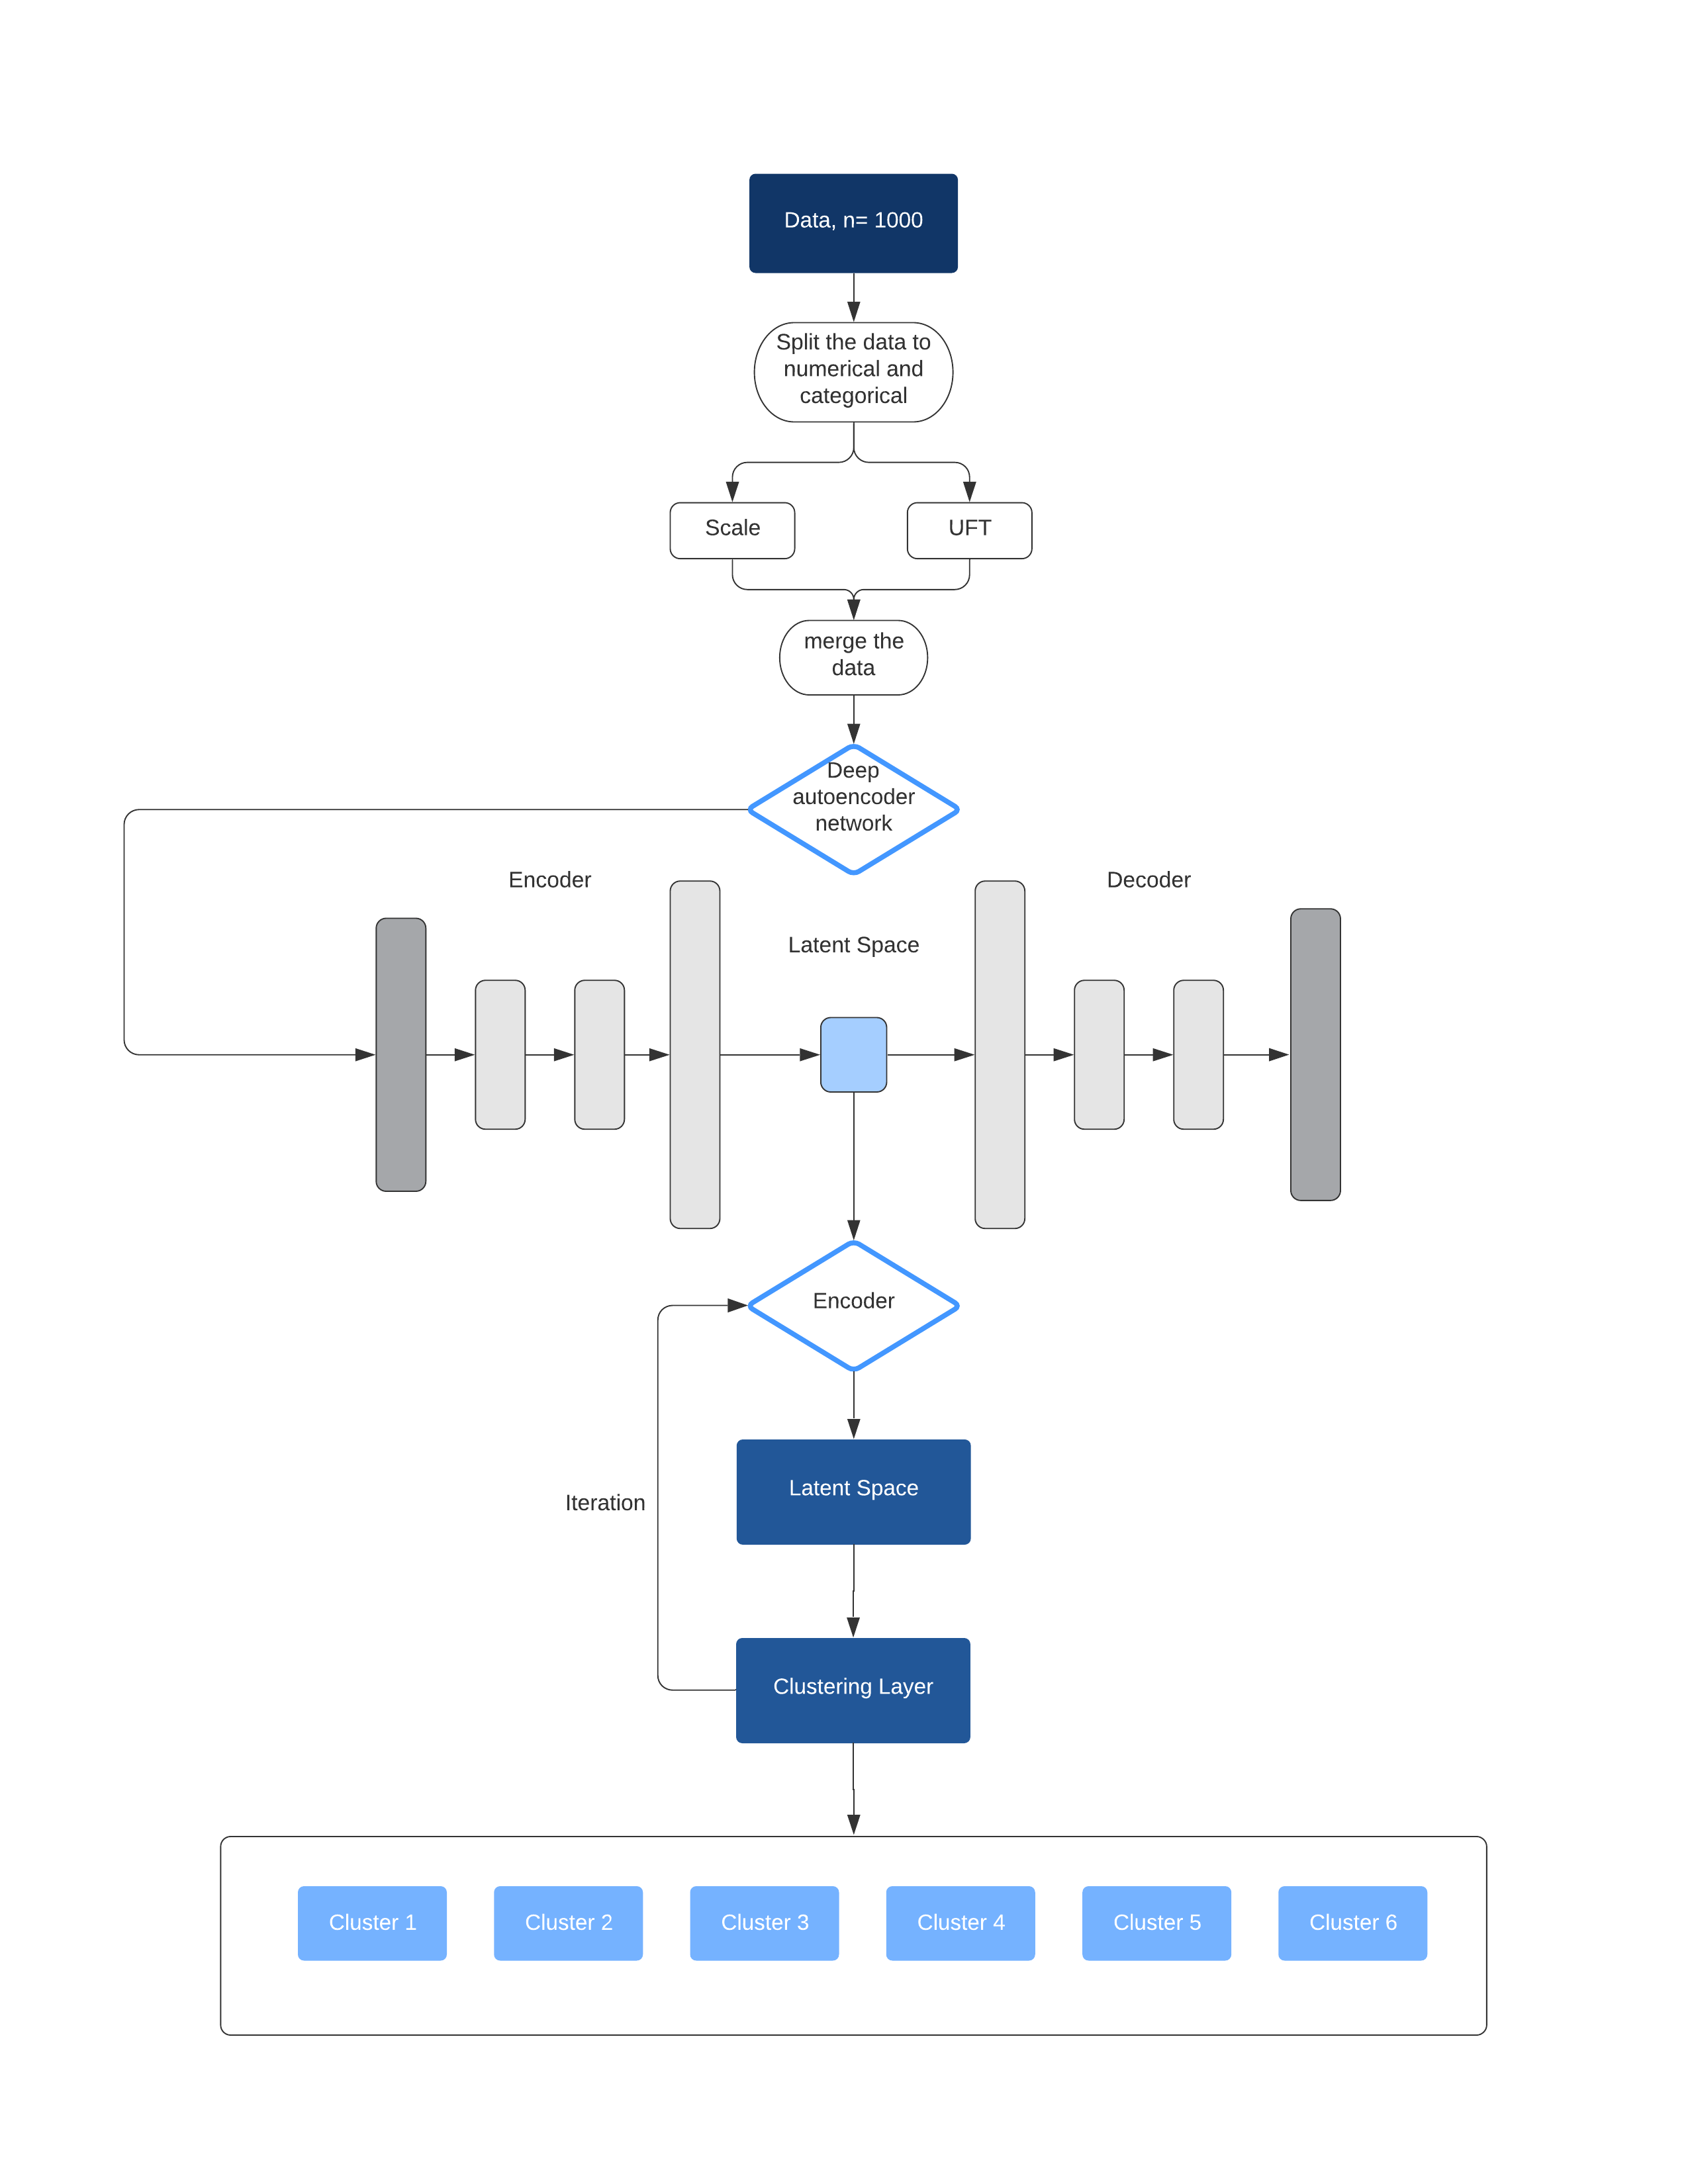 Data, n= 1000
Split the data to
numerical and
categorical
Scale
UFT
merge the
data
Deep
autoencoder
network
Encoder
Decoder
Latent Space
Encoder
Latent Space
Iteration
Clustering Layer
Cluster 1
Cluster 2
Cluster 3
Cluster 4
Cluster 5
Cluster 6